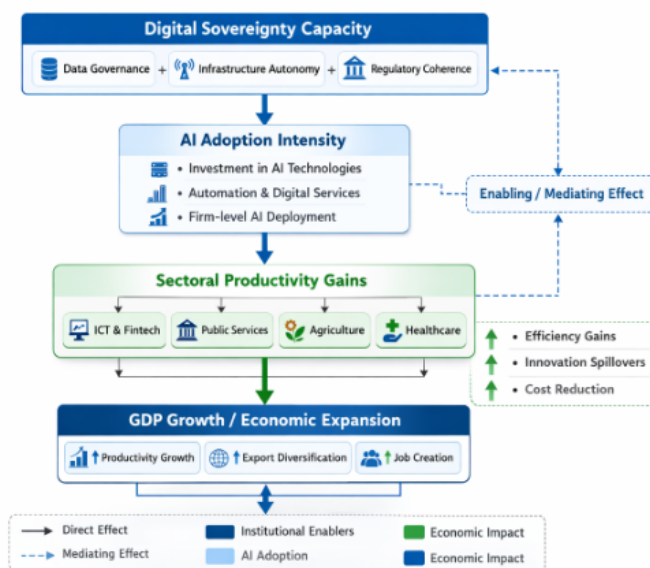 Digital Sovereignty Capacity
Data Governance + Infrastructure Autonomy + Regulatory Coherence
AI Adoption Intensity
• Investment in AI Technologies
• Automation & Digital Services
• Firm-level AI Deployment
Enabling / Mediating Effect
Sectoral Productivity Gains
ICT & Fintech
Public Services
Agriculture
Healthcare
• Efficiency Gains
• Innovation Spillovers
• Cost Reduction
GDP Growth / Economic Expansion
Productivity Growth
Export Diversification
Job Creation
Direct Effect
Institutional Enablers
Economic Impact
Mediating Effect
AI Adoption
Economic Impact